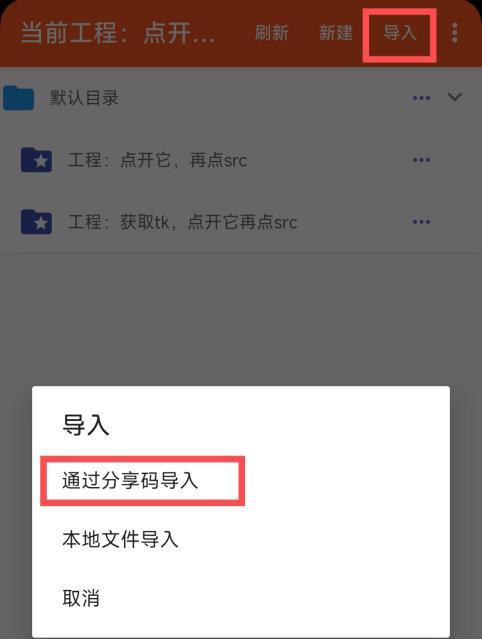 当前工程：点开... 刷新 新建 导入
默认目录
工程：点开它，再点src
工程：获取tk，点开它再点src
导入
通过分享码导入
本地文件导入
取消